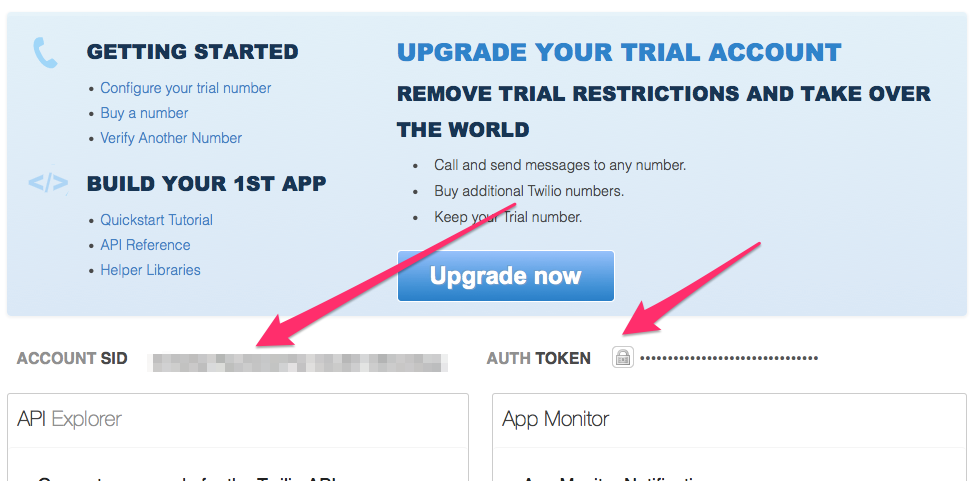 GETTING STARTED
• Configure your trial number
• Buy a number
• Verify Another Number
</> BUILD YOUR 1ST APP
• Quickstart Tutorial
• API Reference
• Helper Libraries
UPGRADE YOUR TRIAL ACCOUNT
REMOVE TRIAL RESTRICTIONS AND TAKE OVER
THE WORLD
• Call and send messages to any number.
• Buy additional Twilio numbers.
• Keep your Trial number.
Upgrade now
ACCOUNT SID
AUTH TOKEN ••••••••••••••••••••••••••••••••
API Explorer
App Monitor